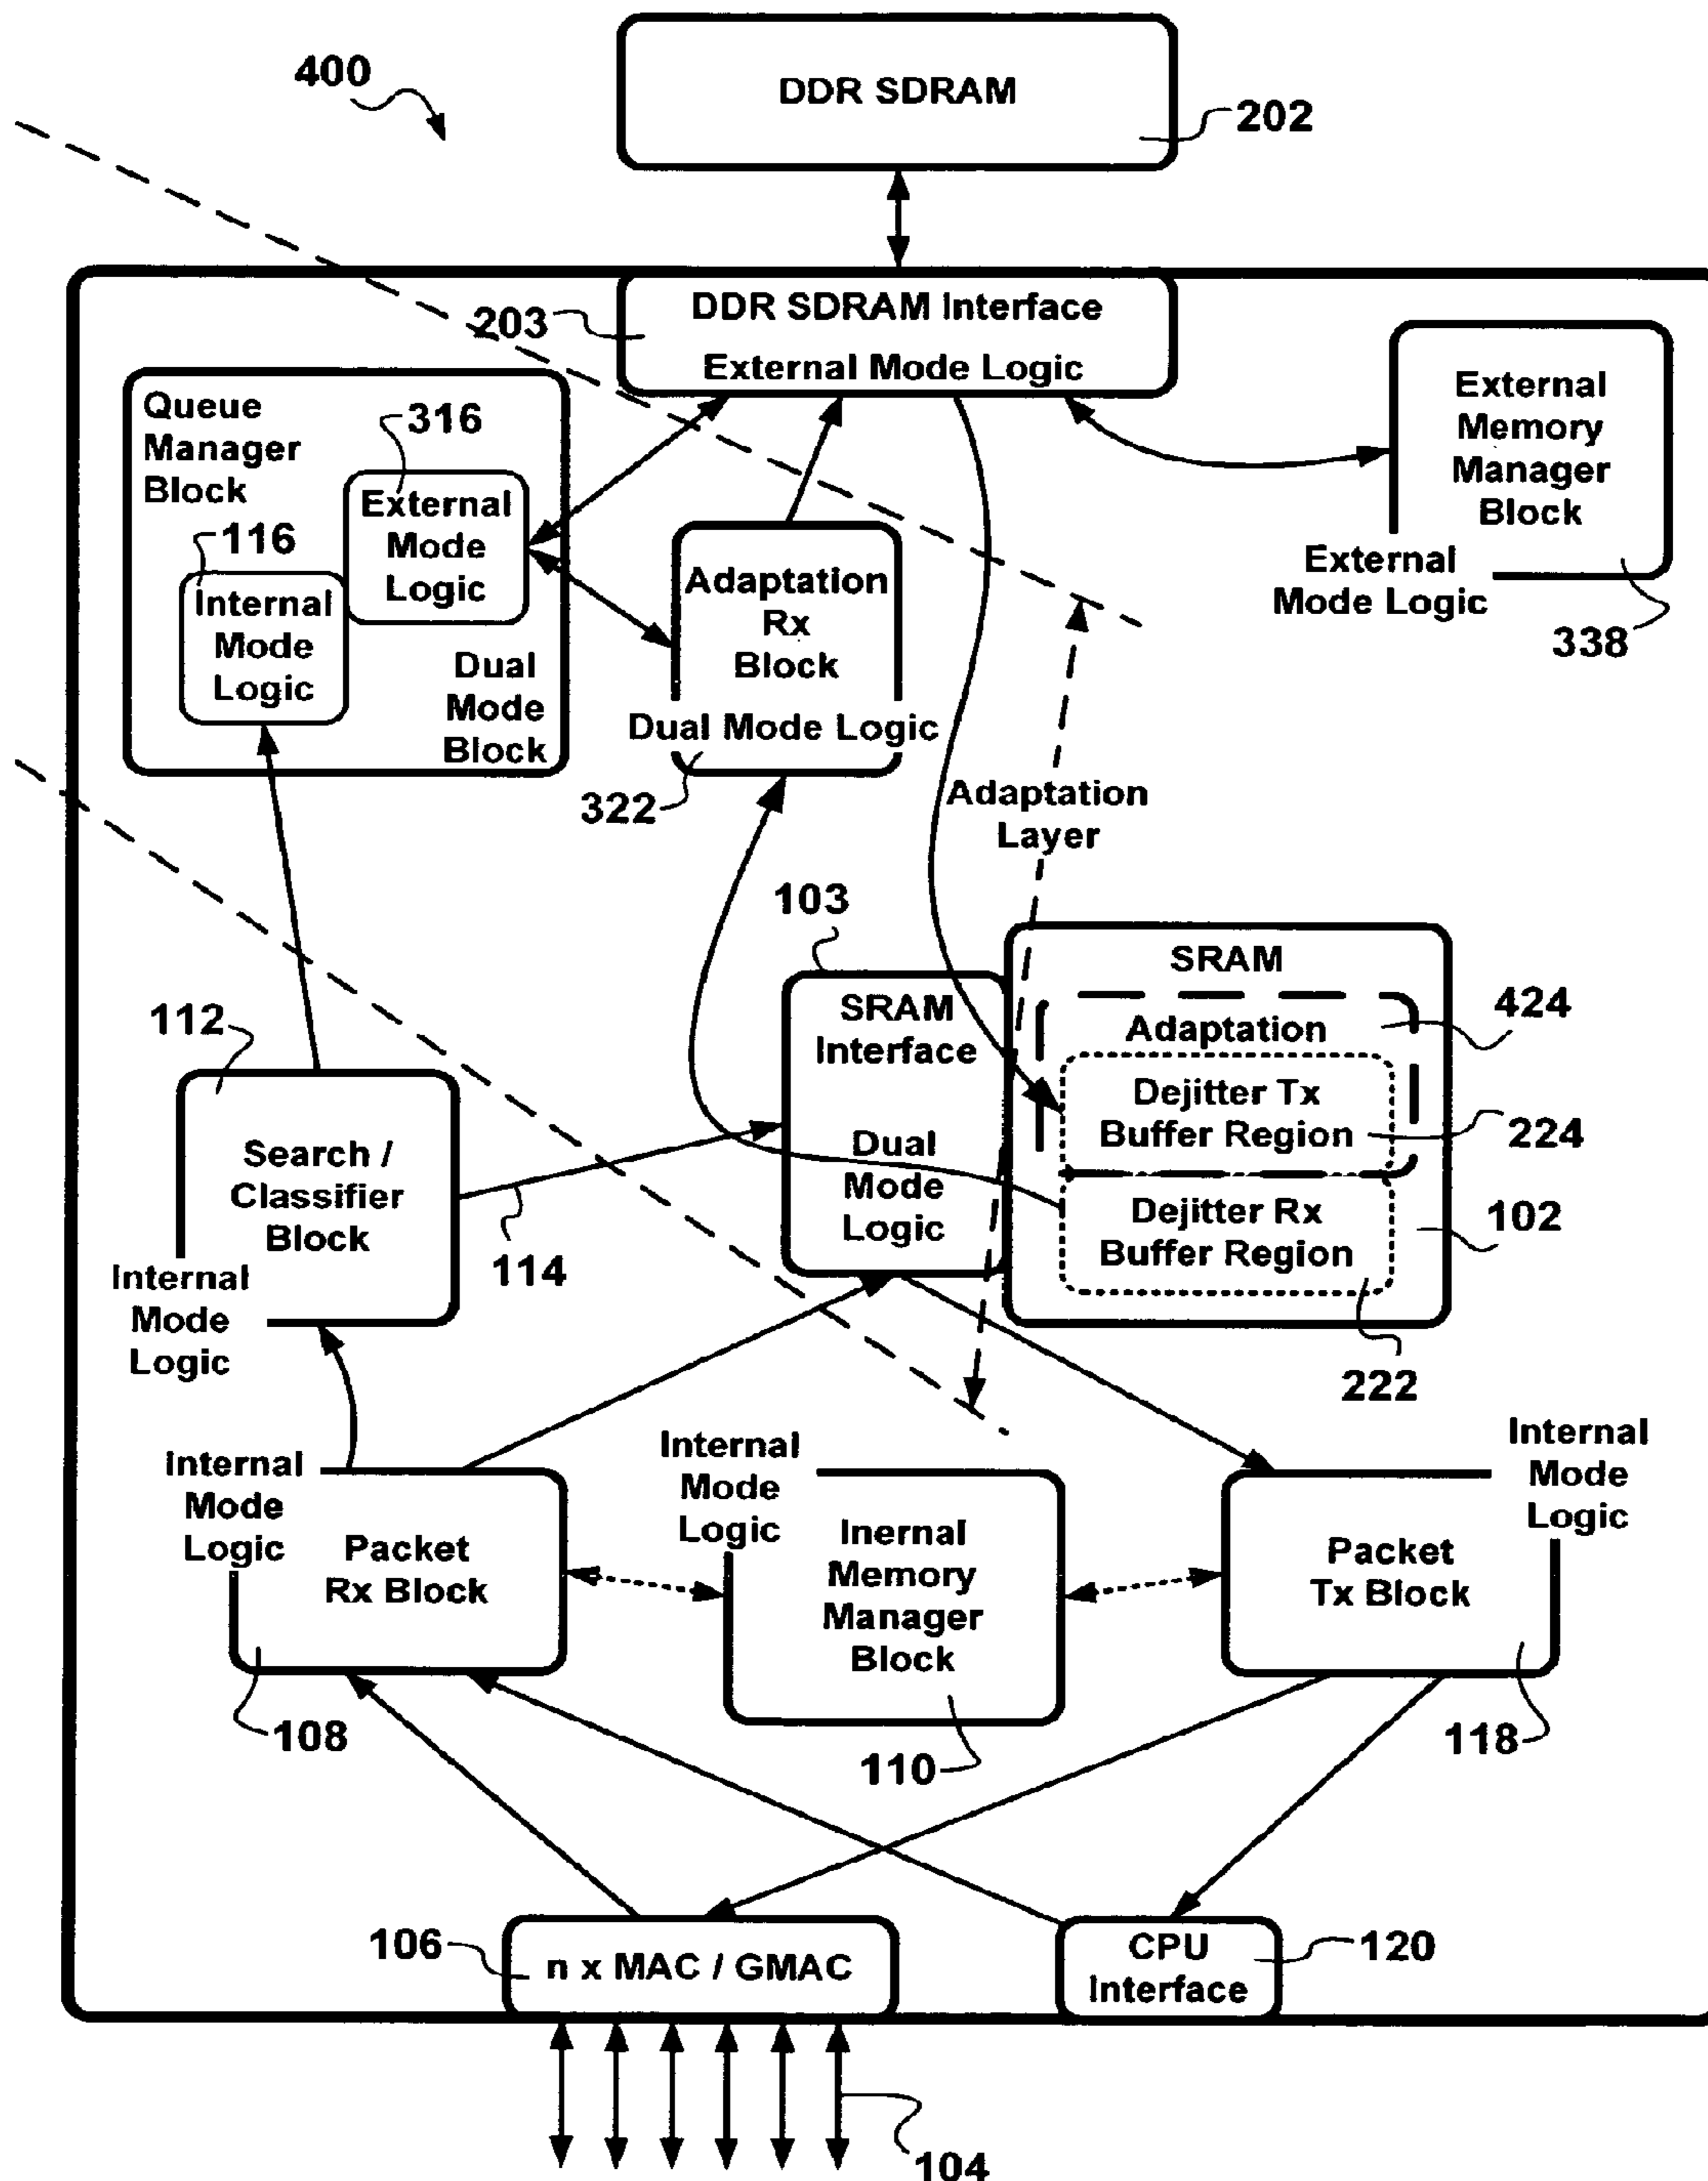 400
DDR SDRAM
202
203
DDR SDRAM Interface
External Mode Logic
Queue
Manager
Block
316
External
Mode
Logic
116
Internal
Mode
Logic
Dual
Mode
Block
Adaptation
Rx
Block
Dual Mode Logic
322
External
Memory
Manager
Block
External
Mode Logic
338
Adaptation
Layer
103
SRAM
Interface
Dual
Mode
Logic
SRAM
Adaptation
424
Dejitter Tx
Buffer Region
224
Dejitter Rx
Buffer Region
102
222
112
Search /
Classifier
Block
Internal
Mode
Logic
114
Internal
Mode
Logic
Packet
Rx Block
108
Internal
Mode
Logic
Inernal
Memory
Manager
Block
110
Internal
Mode
Logic
Packet
Tx Block
118
106
n x MAC / GMAC
CPU
Interface
120
104